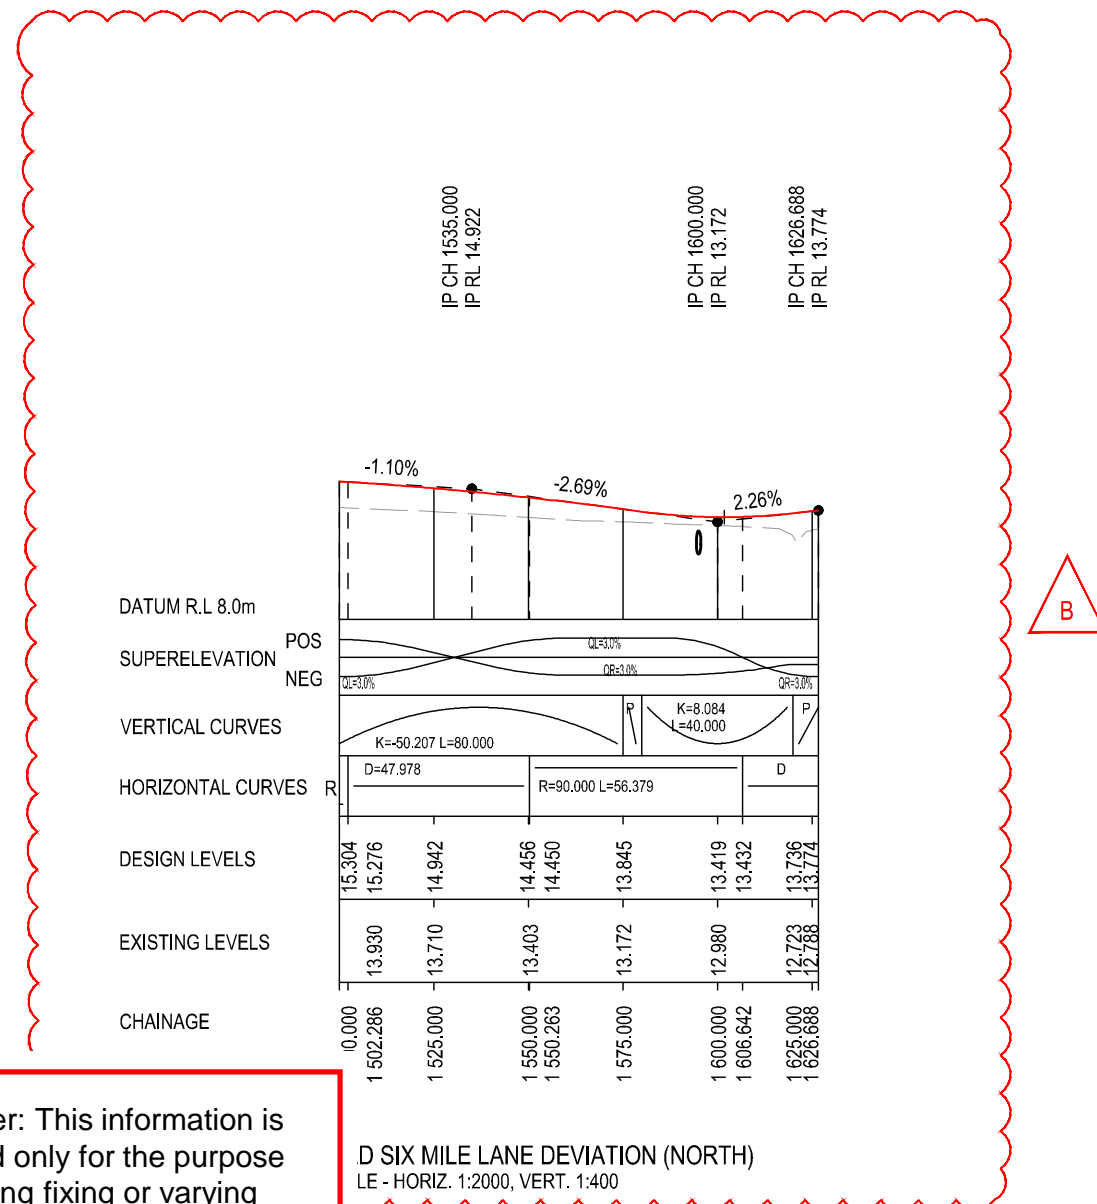 IP CH 1535.000
IP RL 14.922
IP CH 1600.000
IP RL 13.172
IP CH 1626.688
IP RL 13.774
-1.10%
-2.69%
2.26%
DATUM R.L 8.0m
B
SUPERELEVATION
POS
NEG
QL=3.0%
QL=3.0%
QR=3.0%
QR=3.0%
VERTICAL CURVES
K=-50.207 L=80.000
P
K=8.084
L=40.000
P
HORIZONTAL CURVES
R
D=47.978
R=90.000 L=56.379
D
DESIGN LEVELS
15.304
15.276
14.942
14.456
14.450
13.845
13.419
13.432
13.736
13.774
EXISTING LEVELS
13.930
13.710
13.403
13.172
12.980
12.723
12.788
CHAINAGE
00.000
1 502.286
1 525.000
1 550.000
1 550.263
1 575.000
1 600.000
1 606.642
1 625.000
1 626.688
er: This information is
d only for the purpose
ng fixing or varying
D SIX MILE LANE DEVIATION (NORTH)
LE - HORIZ. 1:2000, VERT. 1:400